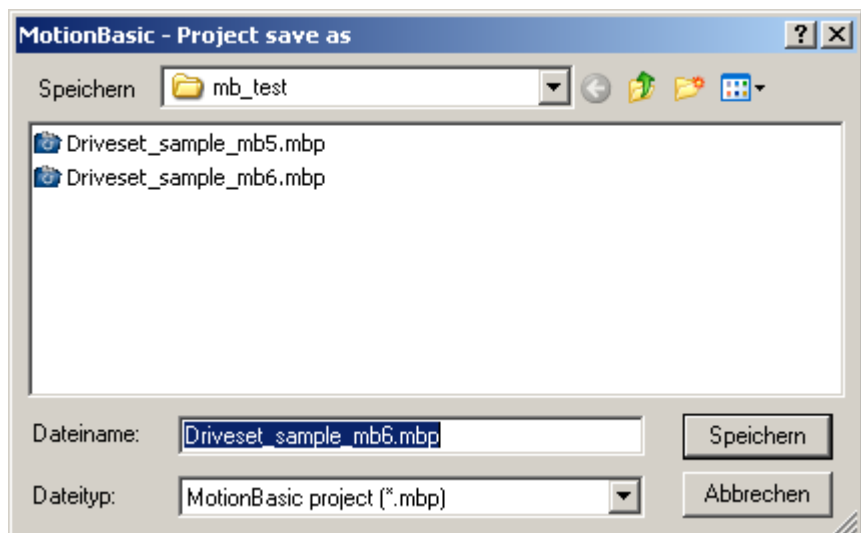 MotionBasic - Project save as
Speichern mb_test
Driveset_sample_mb5.mbp
Driveset_sample_mb6.mbp
Dateiname: Driveset_sample_mb6.mbp Speichern
Dateityp: MotionBasic project (*.mbp) Abbrechen